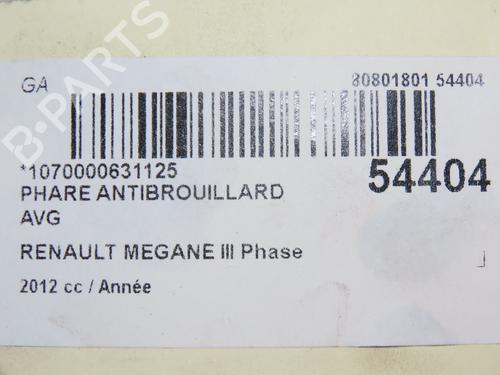 GA
80801801 54404
*1070000631125
54404
PHARE ANTIBROUILLARD
AVG
RENAULT MEGANE III Phase
2012 cc / Année
B-PARTS